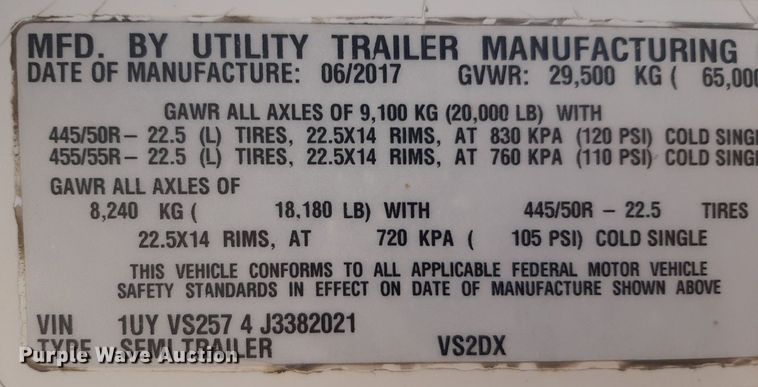 MFD. BY UTILITY TRAILER MANUFACTURING
DATE OF MANUFACTURE: 06/2017 GVWR: 29,500 KG ( 65,000
GAWR ALL AXLES OF 9,100 KG (20,000 LB) WITH
445/50R – 22.5 (L) TIRES, 22.5X14 RIMS, AT 830 KPA (120 PSI) COLD SINGL
455/55R – 22.5 (L) TIRES, 22.5X14 RIMS, AT 760 KPA (110 PSI) COLD SINGL
GAWR ALL AXLES OF
8,240 KG ( 18,180 LB) WITH 445/50R – 22.5 TIRES
22.5X14 RIMS, AT 720 KPA ( 105 PSI) COLD SINGLE
THIS VEHICLE CONFORMS TO ALL APPLICABLE FEDERAL MOTOR VEHICLE
SAFETY STANDARDS IN EFFECT ON DATE OF MANUFACTURE SHOWN ABOVE
VIN 1UY VS257 4 J3382021
TYPE SEMI TRAILER VS2DX
Purple Wave Auction